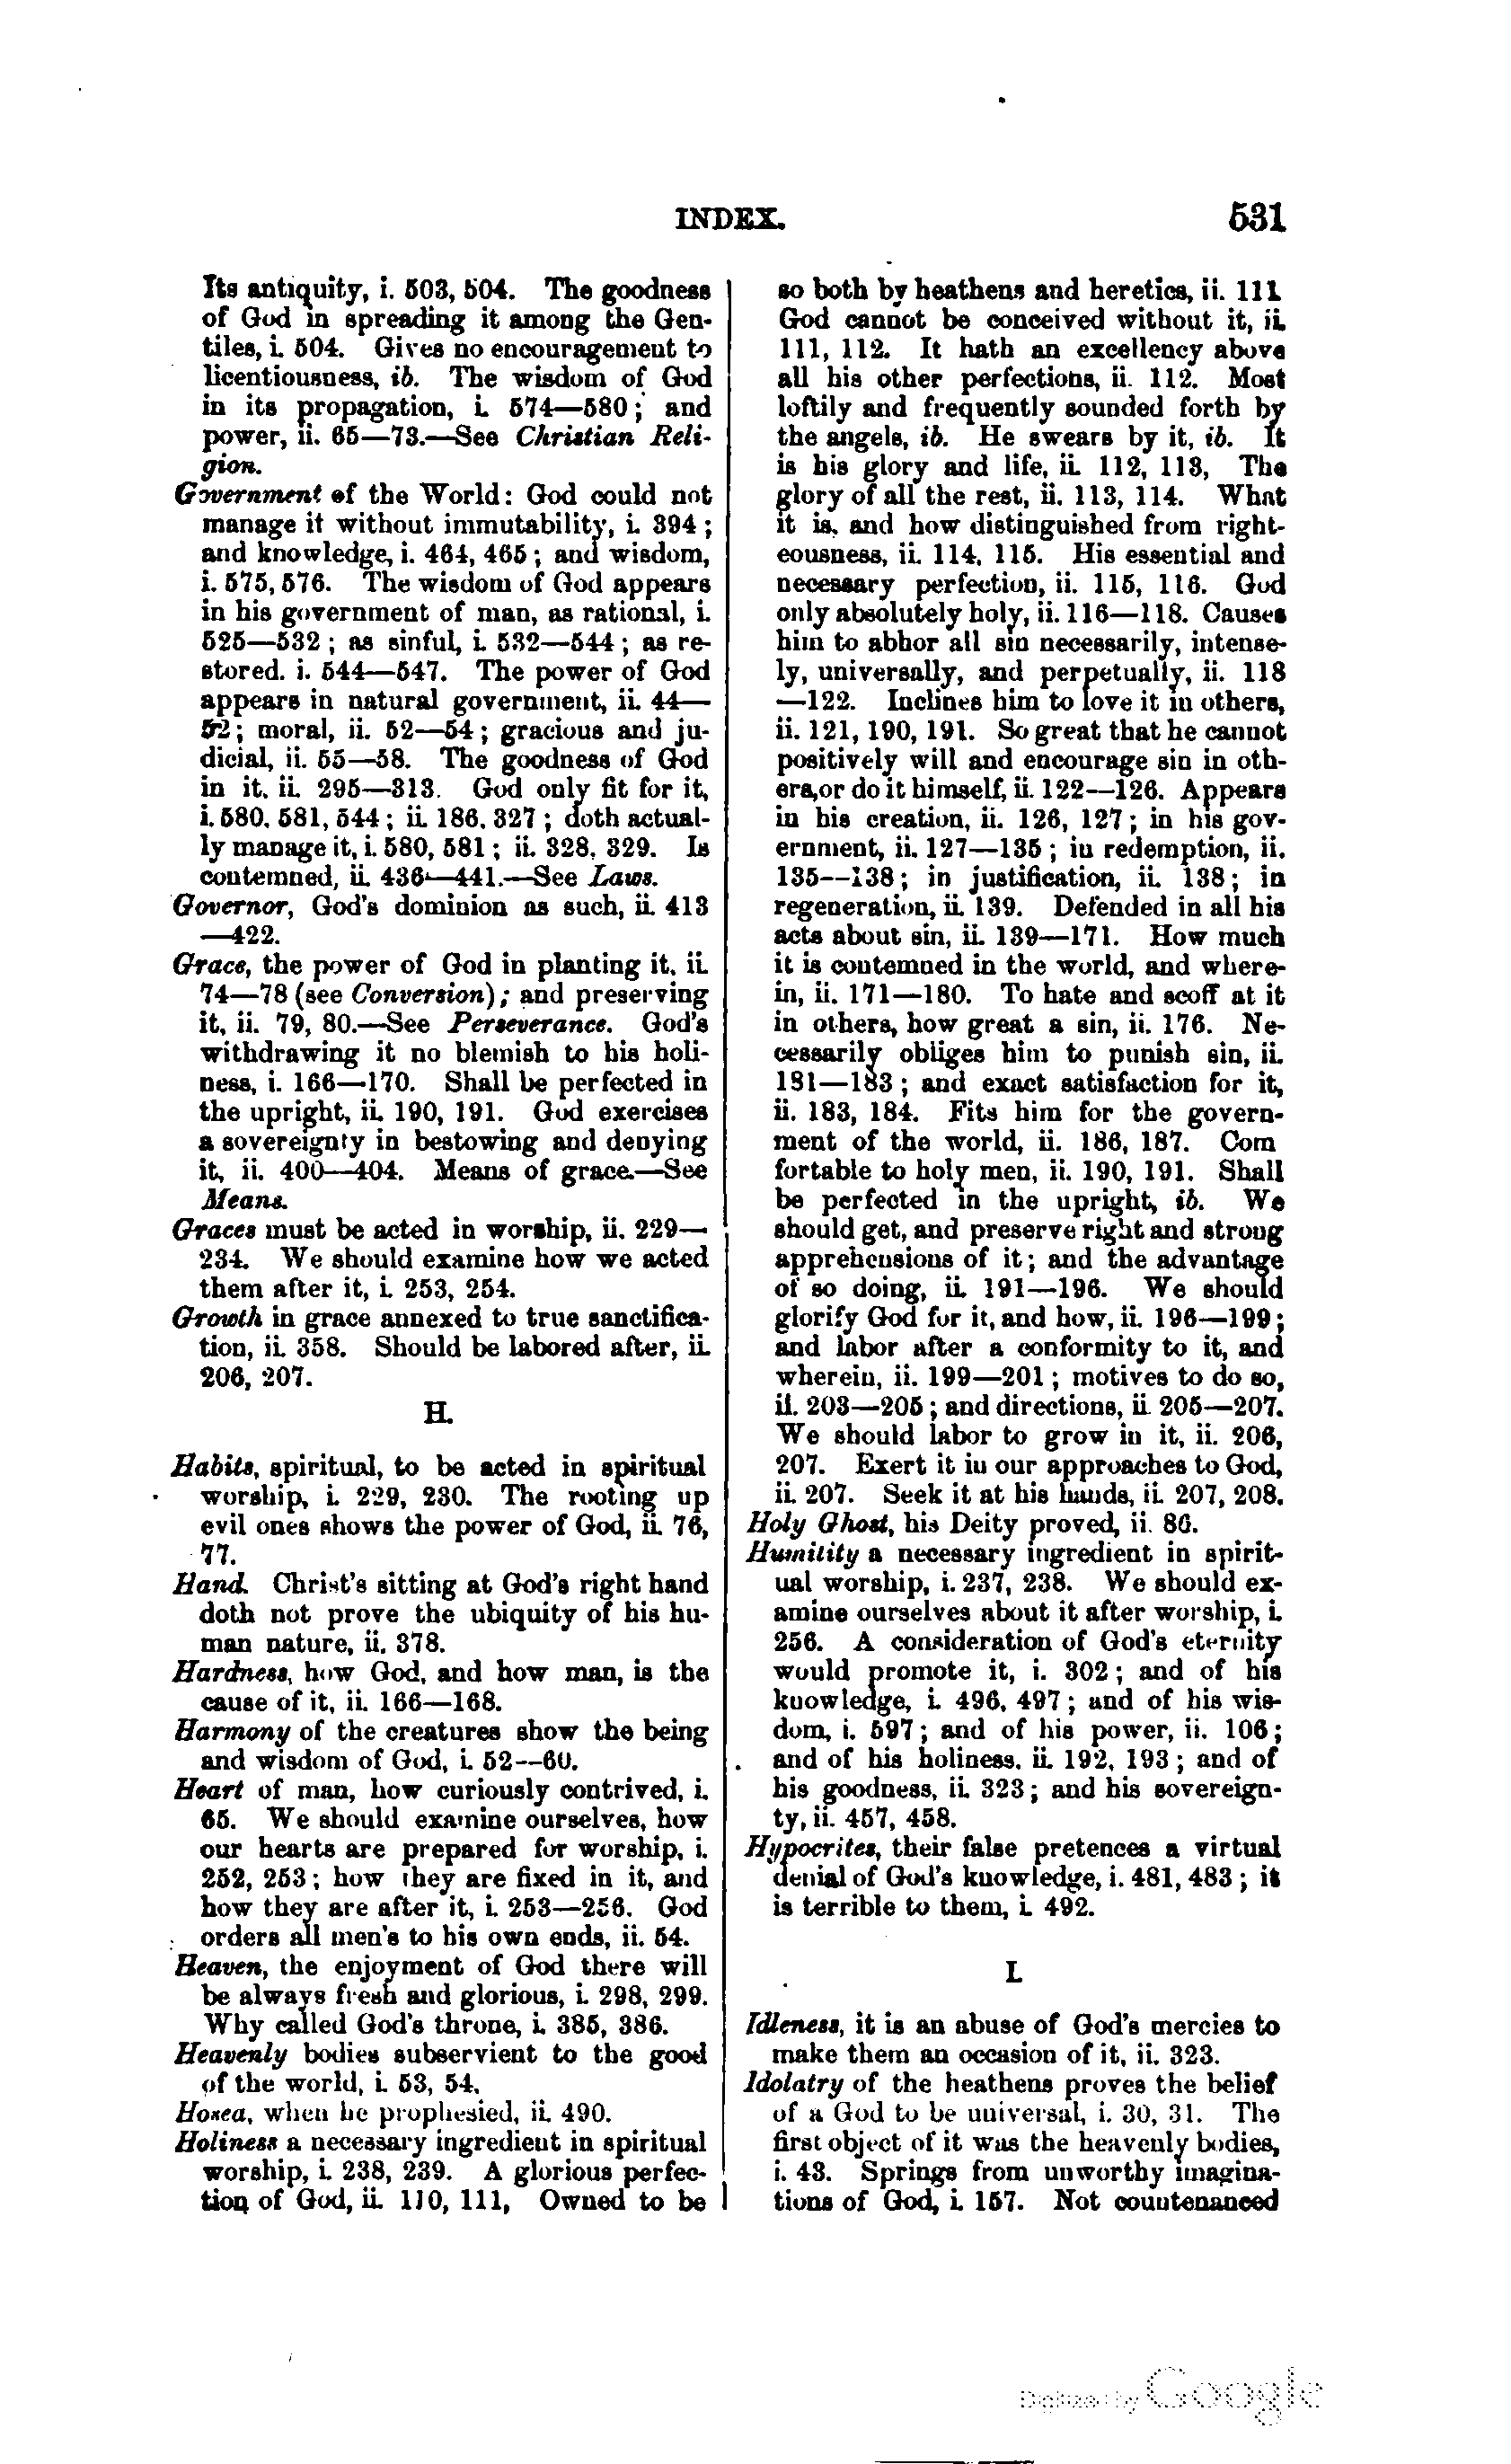 INDEX. 531
Its antiquity, i. 503, 504. The goodness
of God in spreading it among the Gen-
tiles, i. 504. Gives no encouragement to
licentiousness, ib. The wisdom of God
in its propagation, i. 574—580; and
power, ii. 65—73.—See Christian Reli-
gion.
Government of the World: God could not
manage it without immutability, i. 394;
and knowledge, i. 464, 465; and wisdom,
i. 575, 576. The wisdom of God appears
in his government of man, as rational, i.
525—532; as sinful, i. 532—544; as re-
stored. i. 544—547. The power of God
appears in natural government, ii. 44—
52; moral, ii. 52—54; gracious and ju-
dicial, ii. 55—58. The goodness of God
in it. ii. 295—313. God only fit for it,
i. 580. 581, 544; ii. 186. 327; doth actual-
ly manage it, i. 580, 581; ii. 328. 329. Is
contemned, ii. 436—441.—See Laws.
Governor, God's dominion as such, ii. 413
—422.
Grace, the power of God in planting it. ii.
74—78 (see Conversion); and preserving
it, ii. 79, 80.—See Perseverance. God's
withdrawing it no blemish to his holi-
ness, i. 166—170. Shall be perfected in
the upright, ii. 190, 191. God exercises
a sovereignty in bestowing and denying
it, ii. 400—404. Means of grace.—See
Means.
Graces must be acted in worship, ii. 229—
234. We should examine how we acted
them after it, i. 253, 254.
Growth in grace annexed to true sanctifica-
tion, ii. 358. Should be labored after, ii.
206, 207.
H.
Habits, spiritual, to be acted in spiritual
worship, i. 229, 230. The rooting up
evil ones shows the power of God, ii. 76,
77.
Hand. Christ's sitting at God's right hand
doth not prove the ubiquity of his hu-
man nature, ii. 378.
Hardness, how God, and how man, is the
cause of it, ii. 166—168.
Harmony of the creatures show the being
and wisdom of God, i. 52--60.
Heart of man, how curiously contrived, i.
65. We should examine ourselves, how
our hearts are prepared for worship, i.
252, 253; how they are fixed in it, and
how they are after it, i. 253—256. God
orders all men's to his own ends, ii. 54.
Heaven, the enjoyment of God there will
be always fresh and glorious, i. 298, 299.
Why called God's throne, i. 385, 386.
Heavenly bodies subservient to the good
of the world, i. 53, 54.
Hosea, when he prophesied, ii. 490.
Holiness a necessary ingredient in spiritual
worship, i. 238, 239. A glorious perfec-
tion of God, ii. 110, 111, Owned to be
so both by heathens and heretics, ii. 111.
God cannot be conceived without it, ii.
111, 112. It hath an excellency above
all his other perfections, ii. 112. Most
loftily and frequently sounded forth by
the angels, ib. He swears by it, ib. It
is his glory and life, ii. 112, 113, The
glory of all the rest, ii. 113, 114. What
it is. and how distinguished from right-
eousness, ii. 114, 115. His essential and
necessary perfection, ii. 115, 116. God
only absolutely holy, ii. 116—118. Causes
him to abhor all sin necessarily, intense-
ly, universally, and perpetually, ii. 118
—122. Inclines him to love it in others,
ii. 121, 190, 191. So great that he cannot
positively will and encourage sin in oth-
ers, or do it himself, ii. 122--126. Appears
in his creation, ii. 126, 127; in his gov-
ernment, ii. 127—135; in redemption, ii.
135--138; in justification, ii. 138; in
regeneration, ii. 139. Defended in all his
acts about sin, ii. 139—171. How much
it is contemned in the world, and where-
in, ii. 171—180. To hate and scoff at it
in others, how great a sin, ii. 176. Ne-
cessarily obliges him to punish sin, ii.
181—183; and exact satisfaction for it,
ii. 183, 184. Fits him for the govern-
ment of the world, ii. 186, 187. Com
fortable to holy men, ii. 190, 191. Shall
be perfected in the upright, ib. We
should get, and preserve right and strong
apprehensions of it; and the advantage
of so doing, ii. 191—196. We should
glorify God for it, and how, ii. 196—199;
and labor after a conformity to it, and
wherein, ii. 199—201; motives to do so,
ii. 203—205; and directions, ii. 205—207.
We should labor to grow in it, ii. 206,
207. Exert it in our approaches to God,
ii. 207. Seek it at his hands, ii. 207, 208.
Holy Ghost, his Deity proved, ii. 86.
Humility a necessary ingredient in spirit-
ual worship, i. 237, 238. We should ex-
amine ourselves about it after worship, i.
256. A consideration of God's eternity
would promote it, i. 302; and of his
knowledge, i. 496, 497; and of his wis-
dom, i. 597; and of his power, ii. 106;
and of his holiness. ii. 192, 193; and of
his goodness, ii. 323; and his sovereign-
ty, ii. 457, 458.
Hypocrites, their false pretences a virtual
denial of God's knowledge, i. 481, 483; it
is terrible to them, i. 492.
I.
Idleness, it is an abuse of God's mercies to
make them an occasion of it, ii. 323.
Idolatry of the heathens proves the belief
of a God to be universal, i. 30, 31. The
first object of it was the heavenly bodies,
i. 43. Springs from unworthy imagina-
tions of God, i. 157. Not countenanced
Digitized by Google